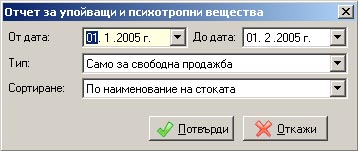 Отчет за упойващи и психотропни вещества
От дата: 01. 1 .2005 г. До дата: 01. 2 .2005 г.
Тип: Само за свободна продажба
Сортиране: По наименование на стоката
Потвърди Откажи